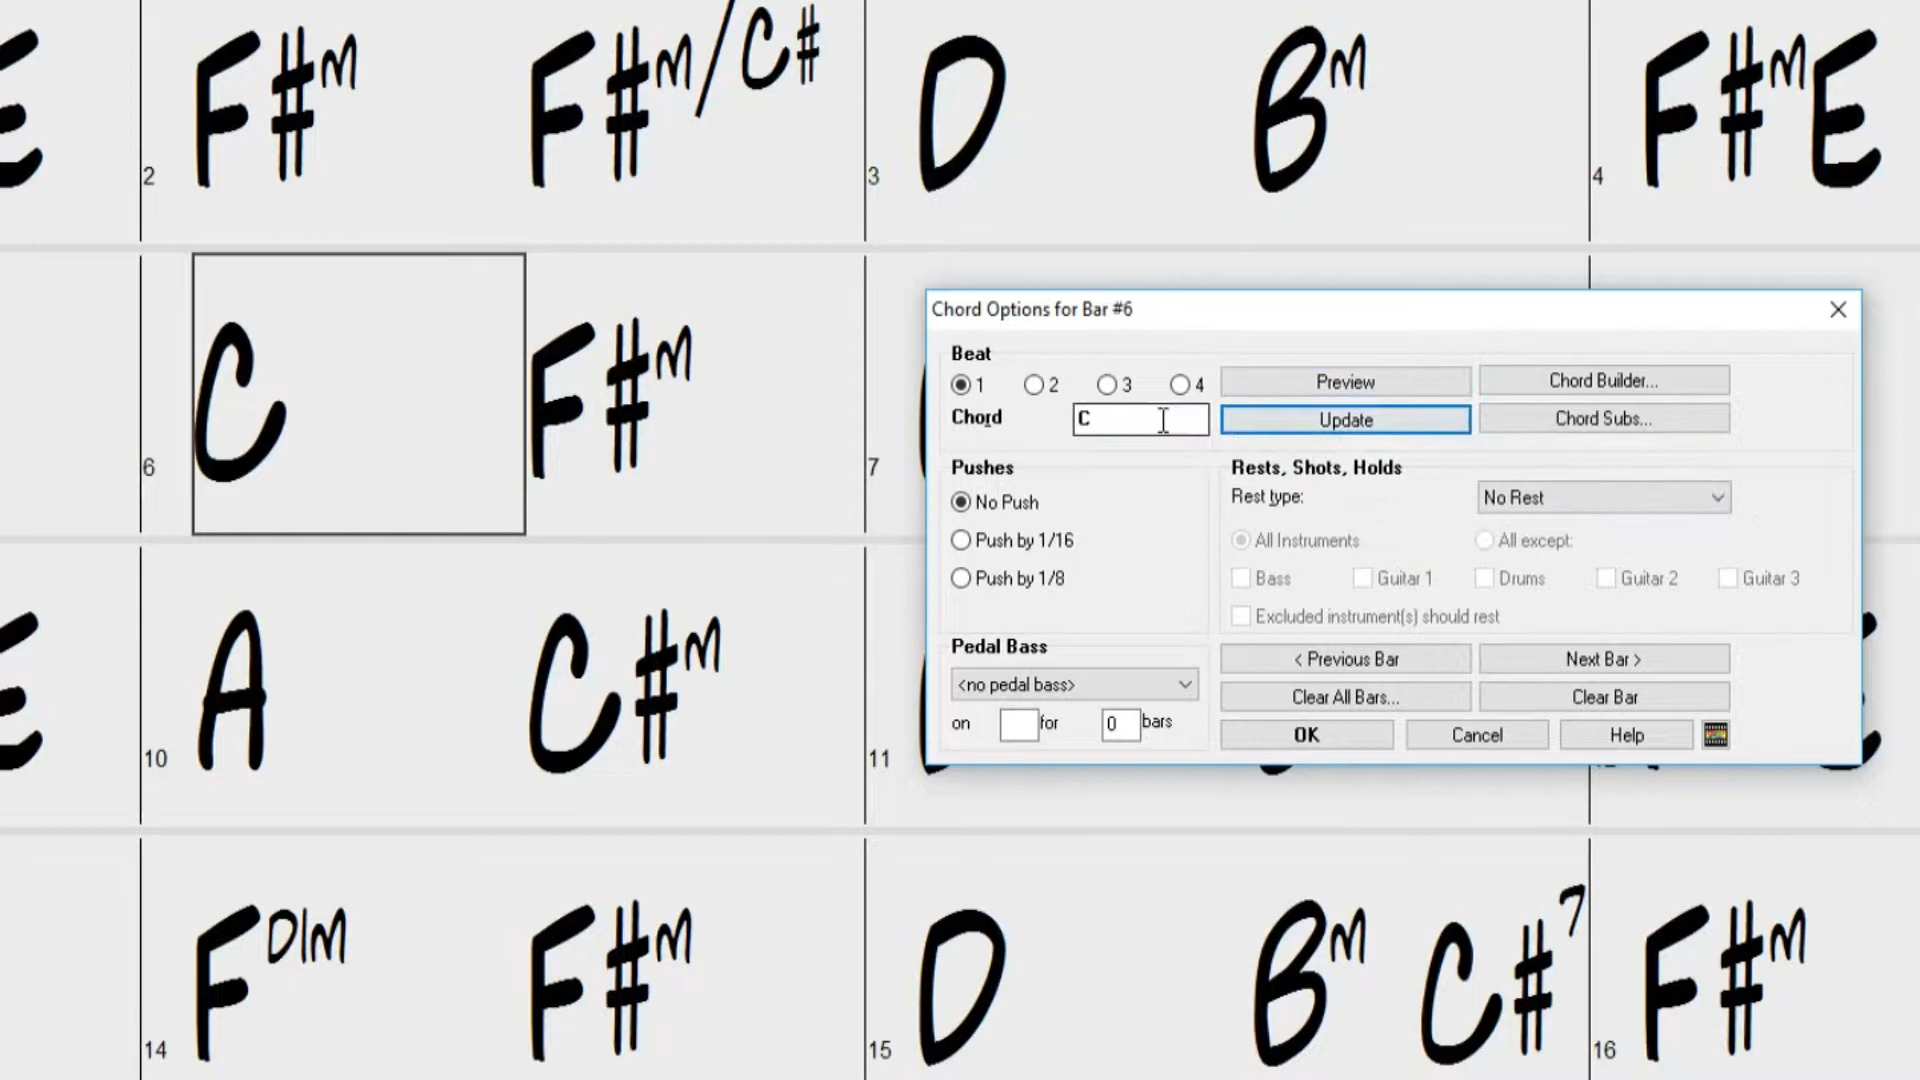 E 2 F#m F#m/C# 3 D Bm 4 F#m E
6 C F#m 7
Chord Options for Bar #6
Beat
1 2 3 4 Preview Chord Builder...
Chord C Update Chord Subs...
Pushes Rests, Shots, Holds
No Push Rest type: No Rest
Push by 1/16 All Instruments All except:
Push by 1/8 Bass Guitar 1 Drums Guitar 2 Guitar 3
Excluded instrument(s) should rest
Pedal Bass < Previous Bar Next Bar >
<no pedal bass> Clear All Bars... Clear Bar
on for 0 bars OK Cancel Help
E 10 A C#m 11
14 FDIM F#m 15 D Bm C#7 16 F#m